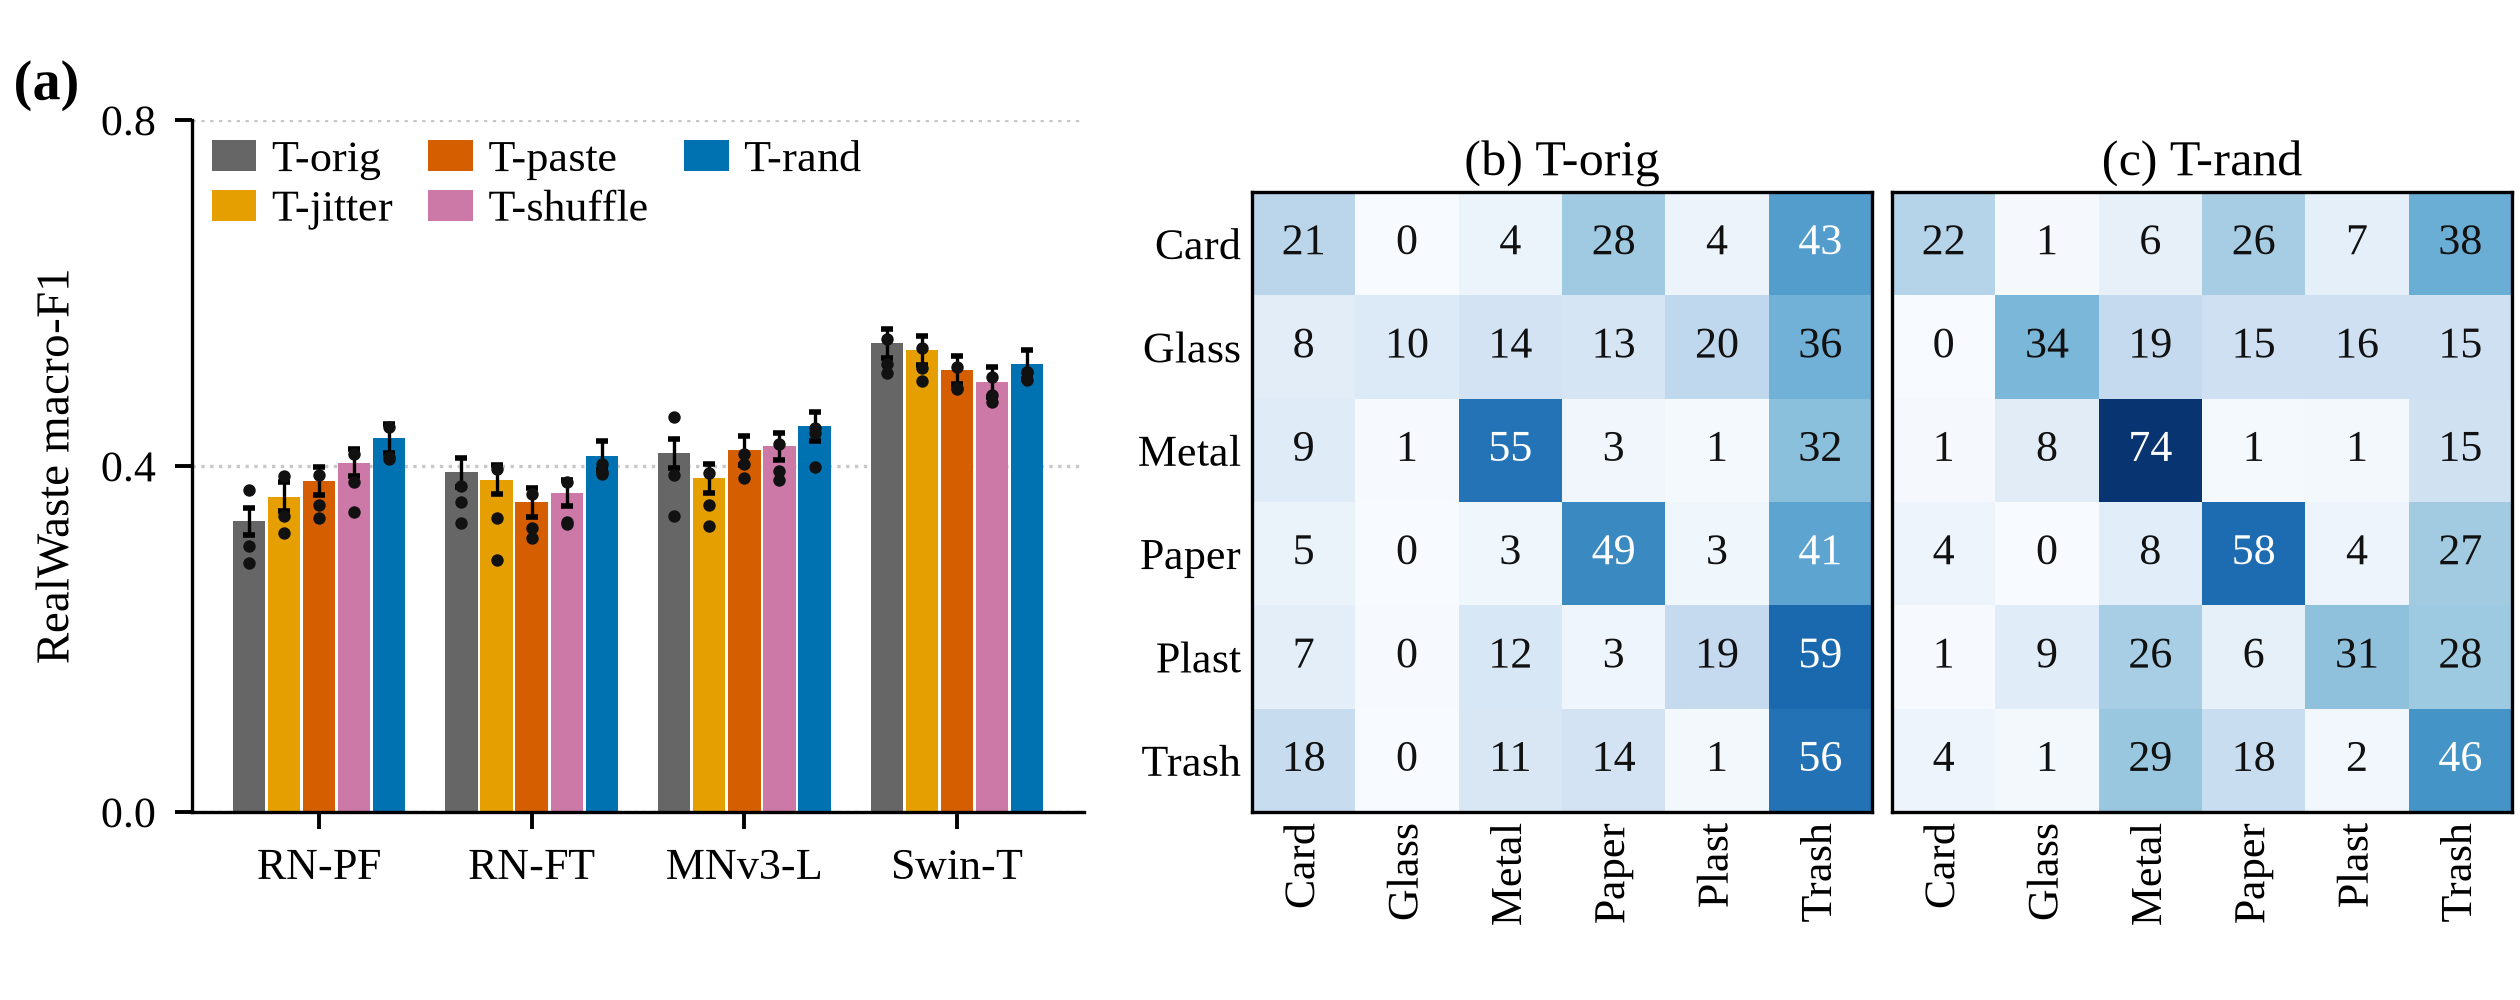 (a)
0.8
0.4
0.0
RealWaste macro-F1
T-orig
T-jitter
T-paste
T-shuffle
T-rand
RN-PF
RN-FT
MNv3-L
Swin-T
(b) T-orig
Card 21 0 4 28 4 43
Glass 8 10 14 13 20 36
Metal 9 1 55 3 1 32
Paper 5 0 3 49 3 41
Plast 7 0 12 3 19 59
Trash 18 0 11 14 1 56
Card Glass Metal Paper Plast Trash
(c) T-rand
22 1 6 26 7 38
0 34 19 15 16 15
1 8 74 1 1 15
4 0 8 58 4 27
1 9 26 6 31 28
4 1 29 18 2 46
Card Glass Metal Paper Plast Trash